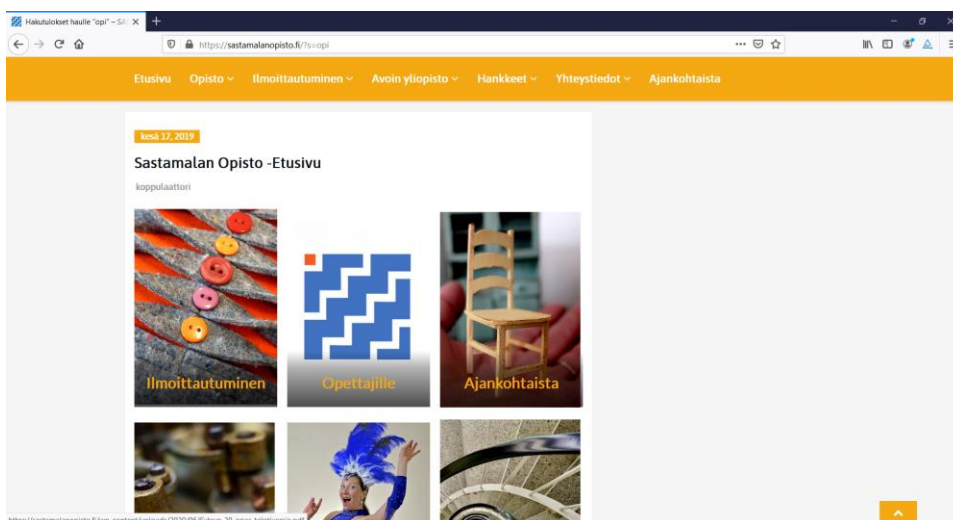 Hakutulokset haulle "opi" – SA
https://sastamalanopisto.fi/?s=opi
Etusivu Opisto Ilmoittautuminen Avoin yliopisto Hankkeet Yhteystiedot Ajankohtaista
kesä 17, 2019
Sastamalan Opisto -Etusivu
koppulaattori
Ilmoittautuminen Opettajille Ajankohtaista